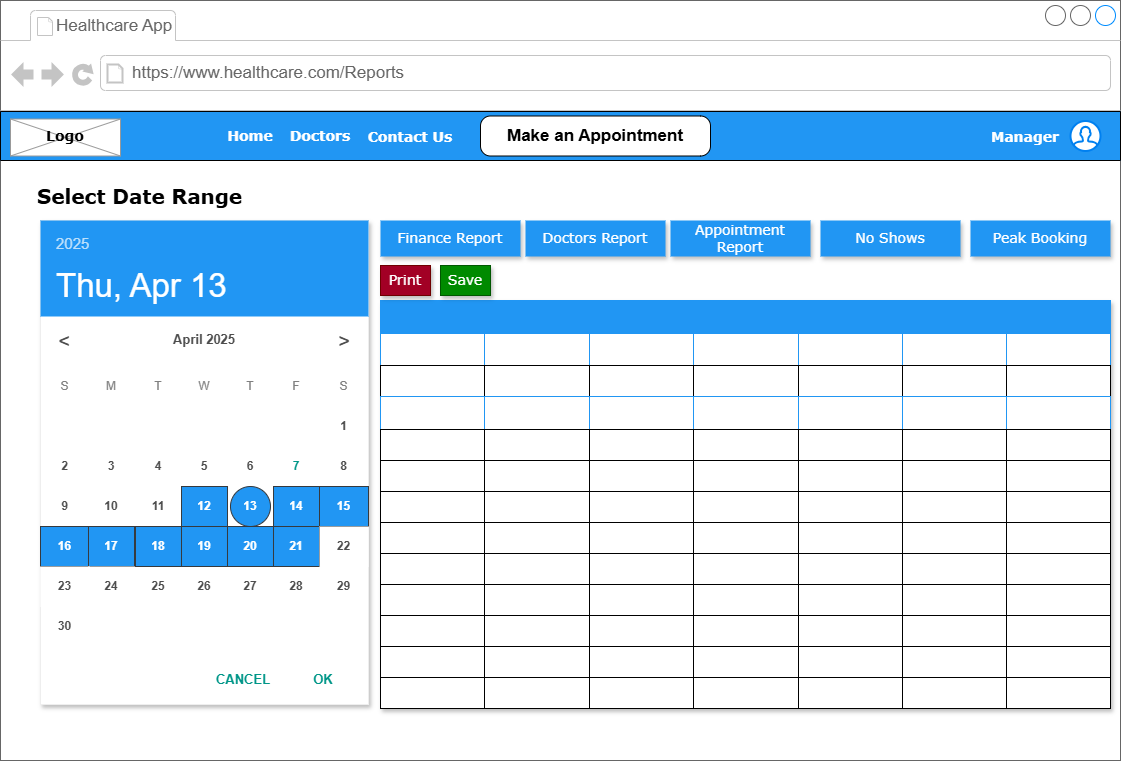 Healthcare App
https://www.healthcare.com/Reports
Logo
Home Doctors Contact Us Make an Appointment Manager
Select Date Range
2025
Thu, Apr 13
< April 2025 >
S M T W T F S
1
2 3 4 5 6 7 8
9 10 11 12 13 14 15
16 17 18 19 20 21 22
23 24 25 26 27 28 29
30
CANCEL OK
Finance Report
Doctors Report
Appointment
Report
No Shows
Peak Booking
Print Save